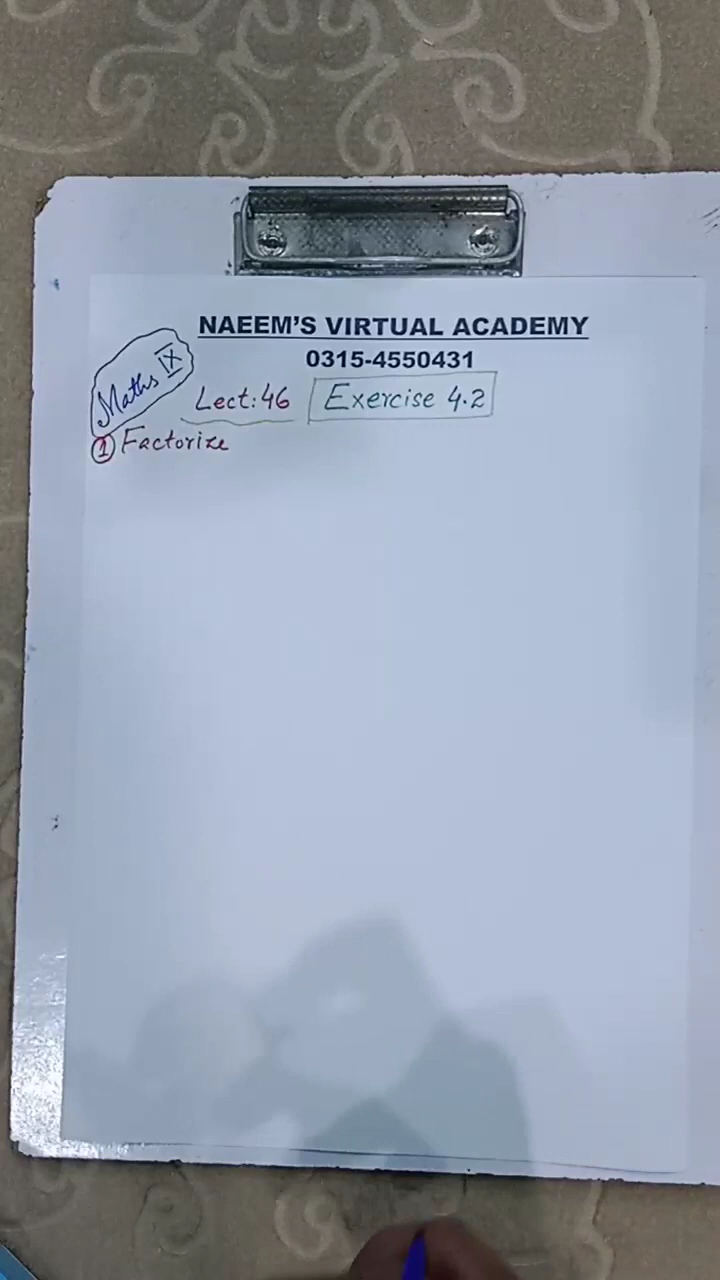 NAEEM'S VIRTUAL ACADEMY
0315-4550431
Maths IX
Lect: 46 Exercise 4.2
① Factorize